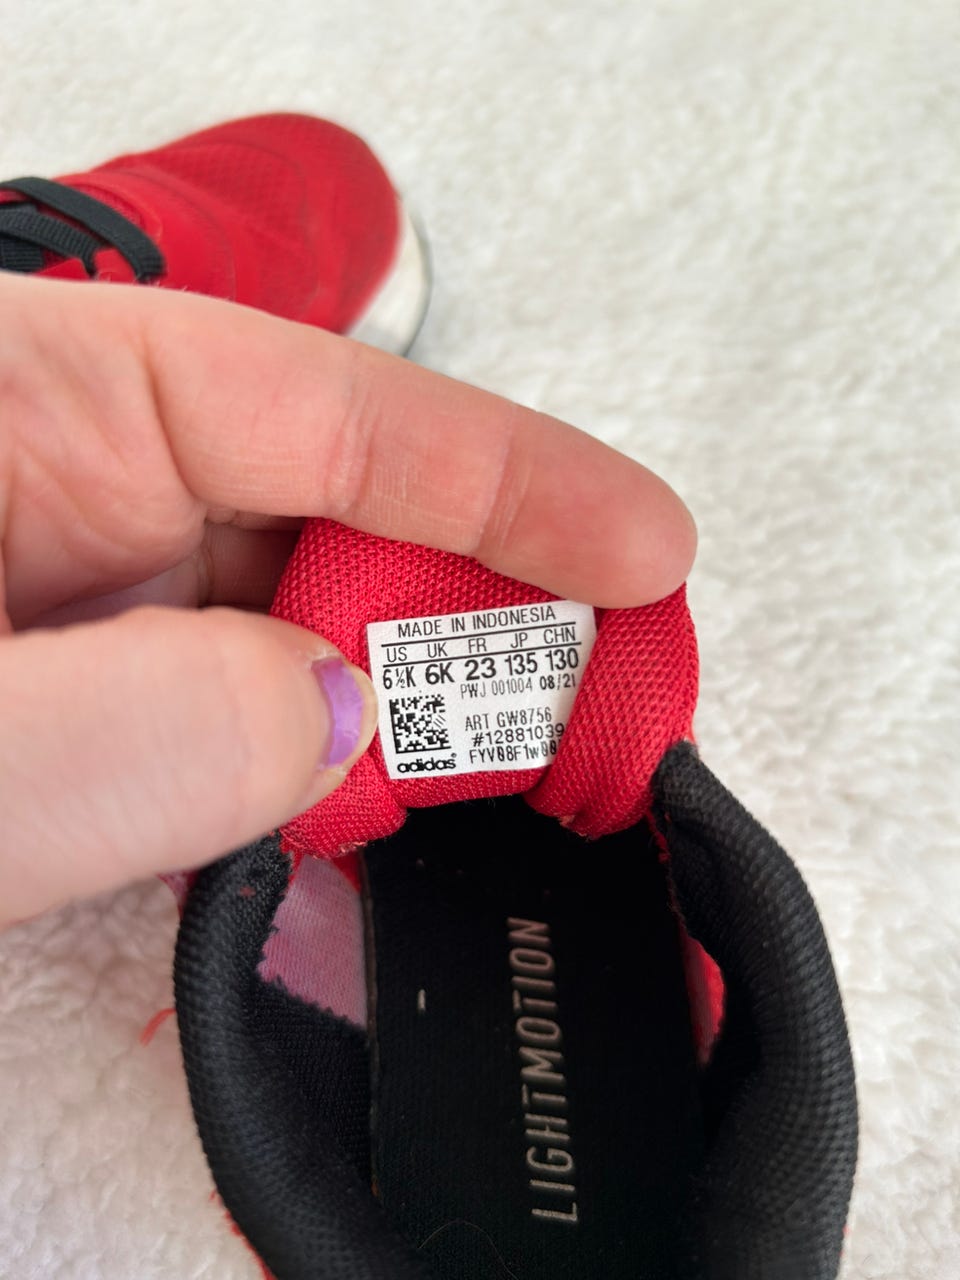 MADE IN INDONESIA
US UK FR JP CHN
6½K 6K 23 135 130
PWJ 001004 08/21
ART GW8756
#12881039
adidas FYV08F1W00
LIGHTMOTION